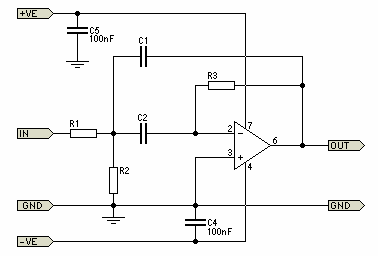 +VE
C5
100nF
C1
R3
IN
R1
C2
2
-
7
6
OUT
3
+
4
R2
GND
GND
C4
100nF
-VE